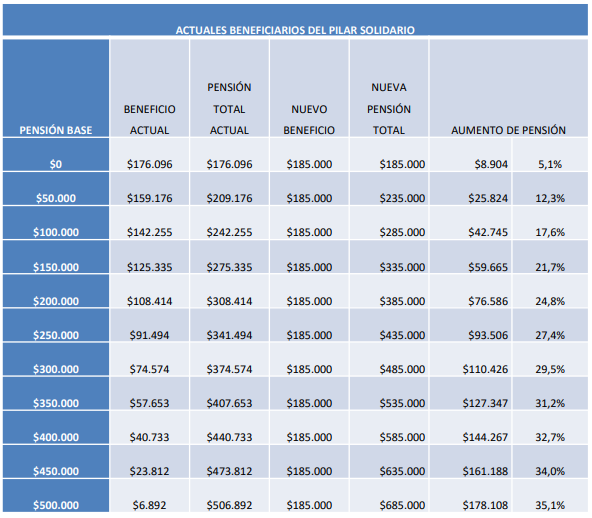 ACTUALES BENEFICIARIOS DEL PILAR SOLIDARIO
PENSIÓN BASE BENEFICIO ACTUAL PENSIÓN TOTAL ACTUAL NUEVO BENEFICIO NUEVA PENSIÓN TOTAL AUMENTO DE PENSIÓN
$0 $176.096 $176.096 $185.000 $185.000 $8.904 5,1%
$50.000 $159.176 $209.176 $185.000 $235.000 $25.824 12,3%
$100.000 $142.255 $242.255 $185.000 $285.000 $42.745 17,6%
$150.000 $125.335 $275.335 $185.000 $335.000 $59.665 21,7%
$200.000 $108.414 $308.414 $185.000 $385.000 $76.586 24,8%
$250.000 $91.494 $341.494 $185.000 $435.000 $93.506 27,4%
$300.000 $74.574 $374.574 $185.000 $485.000 $110.426 29,5%
$350.000 $57.653 $407.653 $185.000 $535.000 $127.347 31,2%
$400.000 $40.733 $440.733 $185.000 $585.000 $144.267 32,7%
$450.000 $23.812 $473.812 $185.000 $635.000 $161.188 34,0%
$500.000 $6.892 $506.892 $185.000 $685.000 $178.108 35,1%